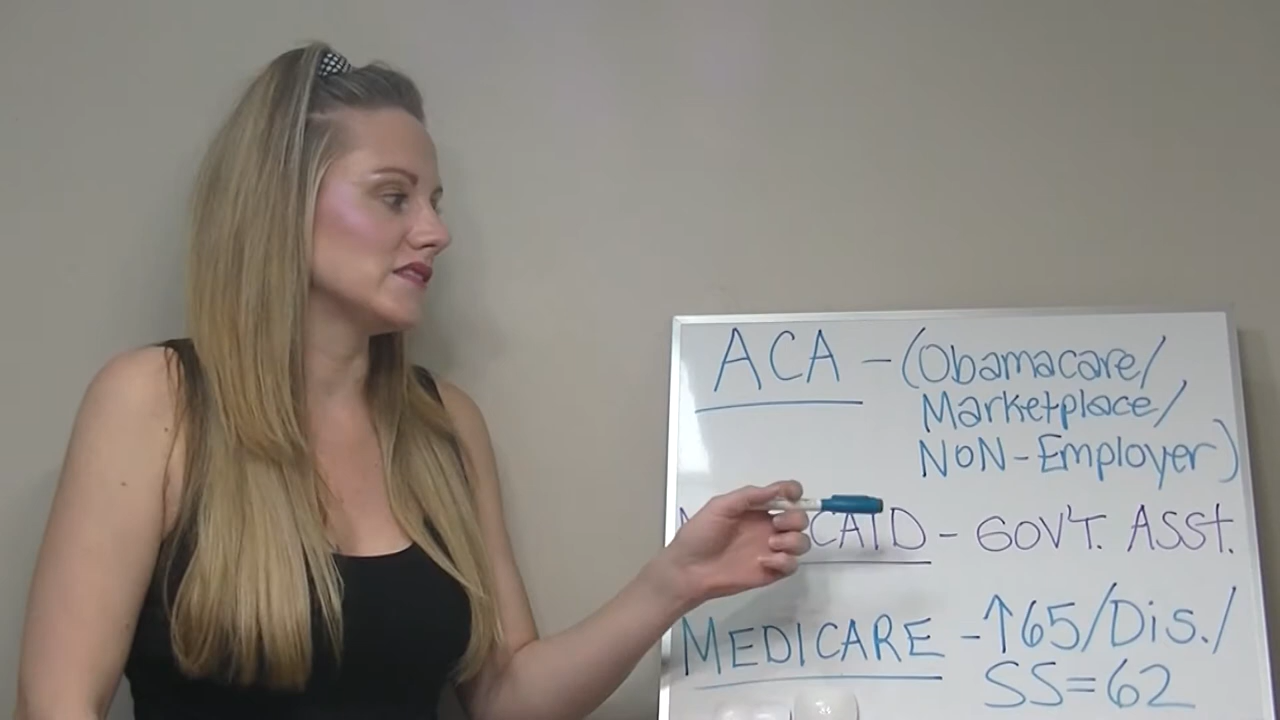 ACA - (Obamacare/
Marketplace/
NON-Employer)
CAID - GOV'T. ASSt.
MEDICARE - ↑65/Dis./
SS=62